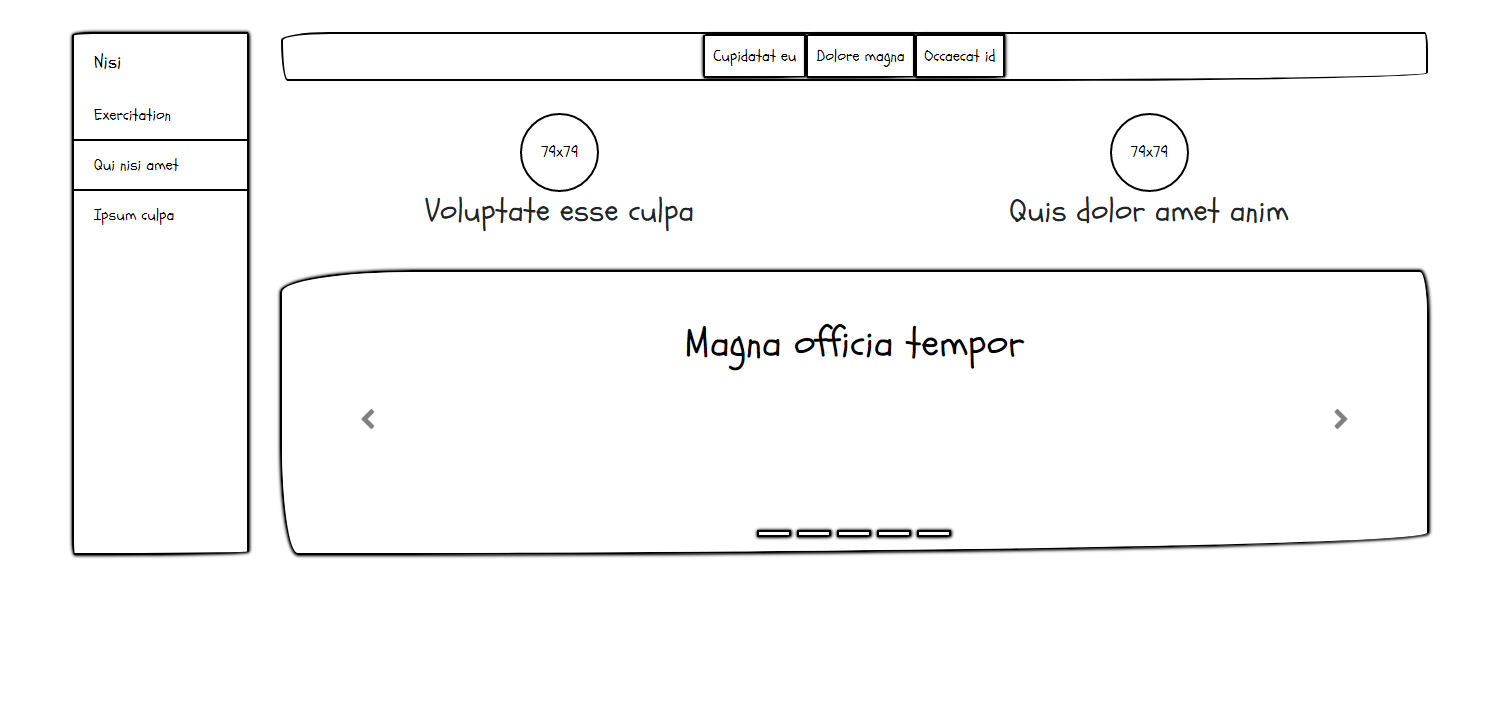 Nisi
Exercitation
Qui nisi amet
Ipsum culpa
Cupidatat eu
Dolore magna
Occaecat id
79x79
Voluptate esse culpa
79x79
Quis dolor amet anim
Magna officia tempor